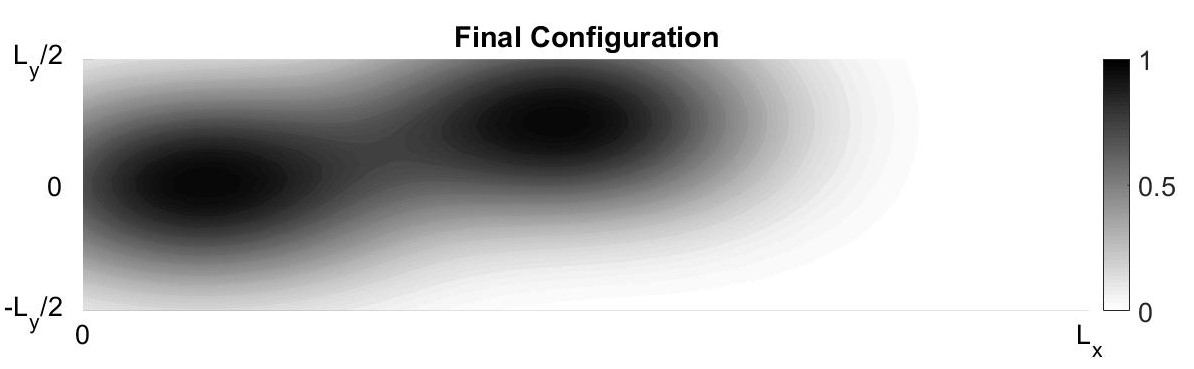 Final Configuration
L_y/2
0
-L_y/2
0
L_x
1
0.5
0